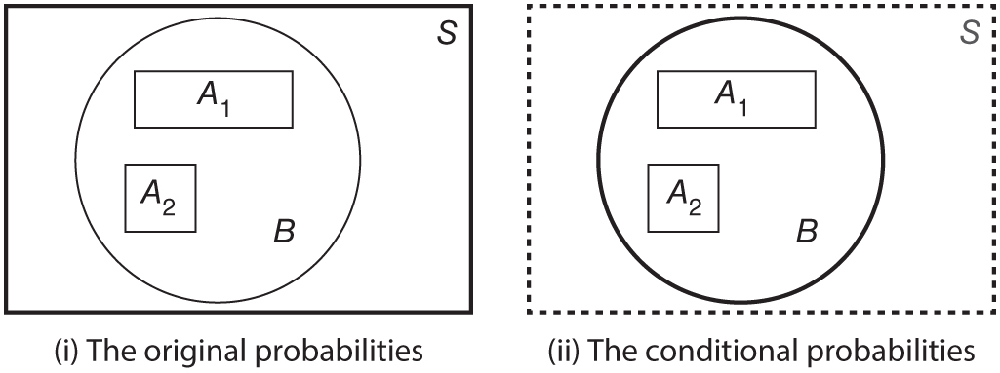 S
A1
A2
B
(i) The original probabilities
S
A1
A2
B
(ii) The conditional probabilities